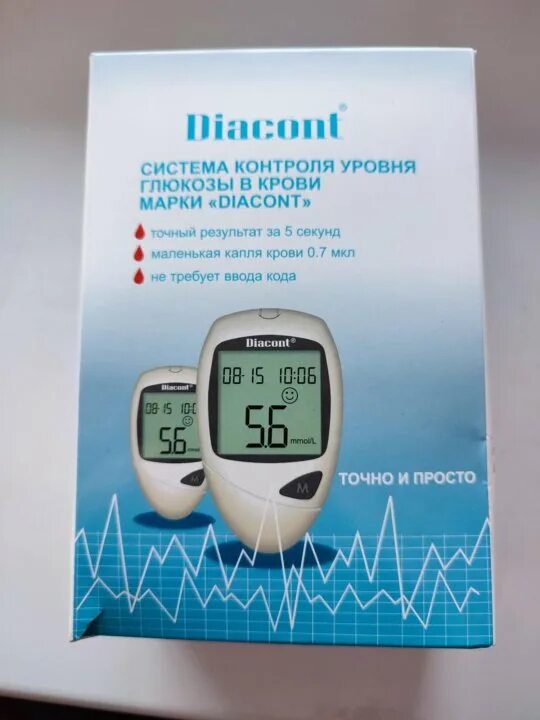 Diacont®
СИСТЕМА КОНТРОЛЯ УРОВНЯ
ГЛЮКОЗЫ В КРОВИ
МАРКИ «DIACONT»
точный результат за 5 секунд
маленькая капля крови 0.7 мкл
не требует ввода кода
Diacont®
08-15 10:06
5.6 mmol/L
M
Diacont®
08-15 10:0
5.6
ТОЧНО И ПРОСТО